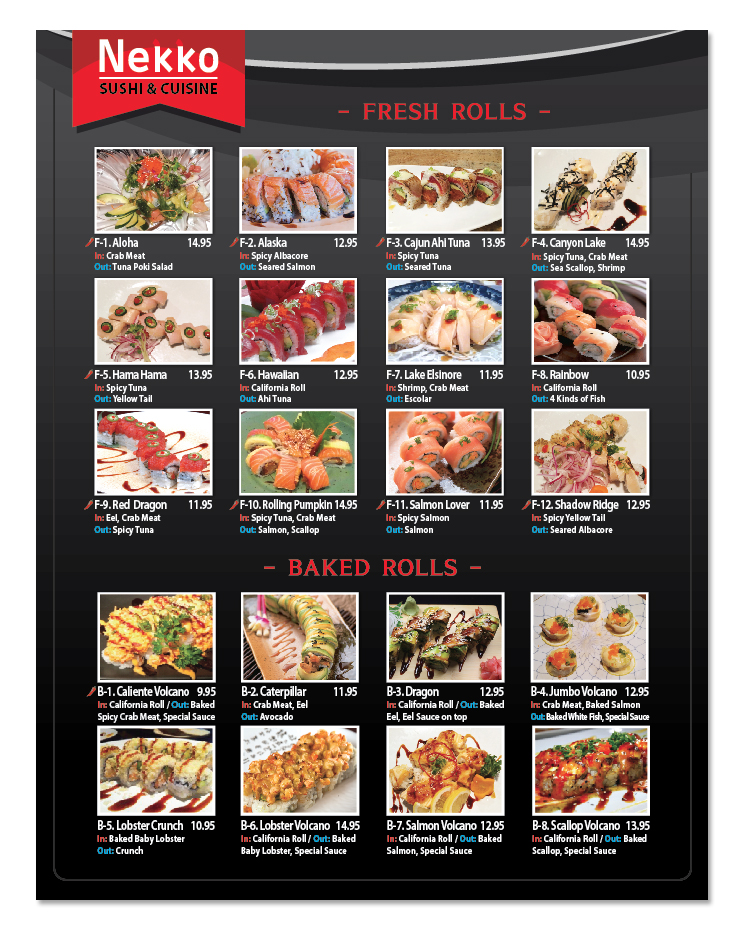 Nekko
SUSHI & CUISINE
- FRESH ROLLS -
F-1. Aloha 14.95
In: Crab Meat
Out: Tuna Poki Salad
F-2. Alaska 12.95
In: Spicy Albacore
Out: Seared Salmon
F-3. Cajun Ahi Tuna 13.95
In: Spicy Tuna
Out: Seared Tuna
F-4. Canyon Lake 14.95
In: Spicy Tuna, Crab Meat
Out: Sea Scallop, Shrimp
F-5. Hama Hama 13.95
In: Spicy Tuna
Out: Yellow Tail
F-6. Hawaiian 12.95
In: California Roll
Out: Ahi Tuna
F-7. Lake Elsinore 11.95
In: Shrimp, Crab Meat
Out: Escolar
F-8. Rainbow 10.95
In: California Roll
Out: 4 Kinds of Fish
F-9. Red Dragon 11.95
In: Eel, Crab Meat
Out: Spicy Tuna
F-10. Rolling Pumpkin 14.95
In: Spicy Tuna, Crab Meat
Out: Salmon, Scallop
F-11. Salmon Lover 11.95
In: Spicy Salmon
Out: Salmon
F-12. Shadow Ridge 12.95
In: Spicy Yellow Tail
Out: Seared Albacore
- BAKED ROLLS -
B-1. Caliente Volcano 9.95
In: California Roll / Out: Baked
Spicy Crab Meat, Special Sauce
B-2. Caterpillar 11.95
In: Crab Meat, Eel
Out: Avocado
B-3. Dragon 12.95
In: California Roll / Out: Baked
Eel, Eel Sauce on top
B-4. Jumbo Volcano 12.95
In: Crab Meat, Baked Salmon
Out: Baked White Fish, Special Sauce
B-5. Lobster Crunch 10.95
In: Baked Baby Lobster
Out: Crunch
B-6. Lobster Volcano 14.95
In: California Roll / Out: Baked
Baby Lobster, Special Sauce
B-7. Salmon Volcano 12.95
In: California Roll / Out: Baked
Salmon, Special Sauce
B-8. Scallop Volcano 13.95
In: California Roll / Out: Baked
Scallop, Special Sauce